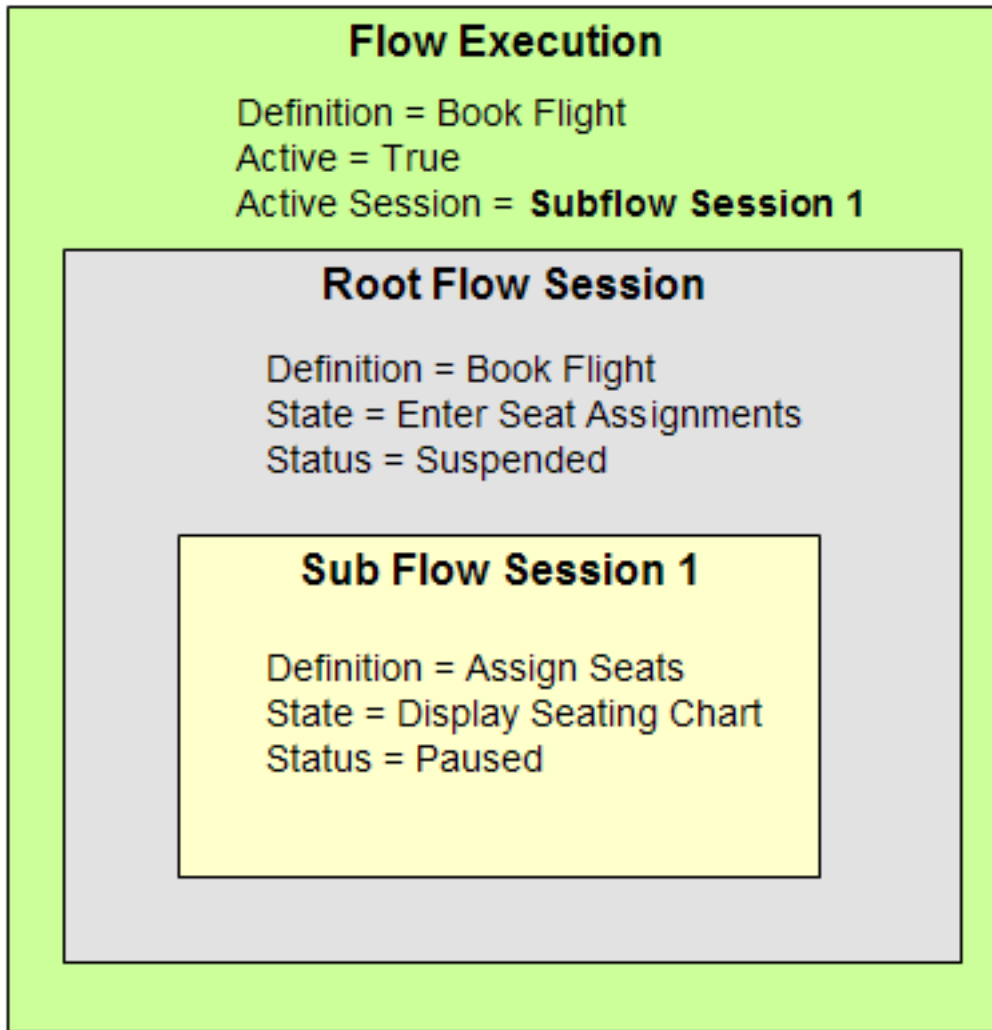 Flow Execution
Definition = Book Flight
Active = True
Active Session = Subflow Session 1
Root Flow Session
Definition = Book Flight
State = Enter Seat Assignments
Status = Suspended
Sub Flow Session 1
Definition = Assign Seats
State = Display Seating Chart
Status = Paused